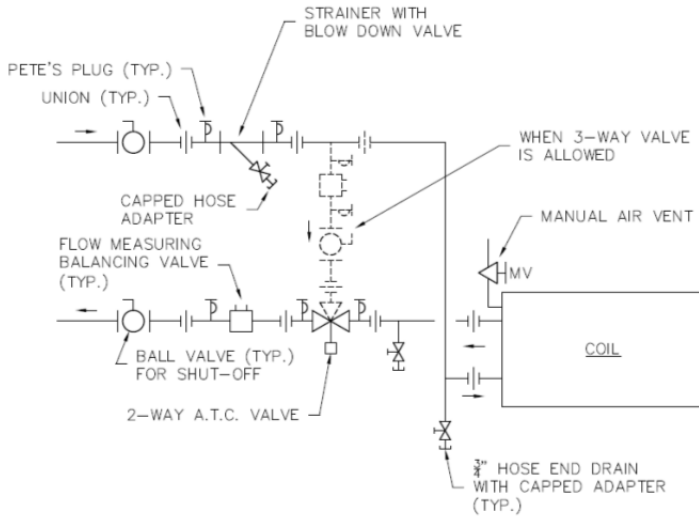 STRAINER WITH
BLOW DOWN VALVE
PETE'S PLUG (TYP.)
UNION (TYP.)
WHEN 3-WAY VALVE
IS ALLOWED
CAPPED HOSE
ADAPTER
MANUAL AIR VENT
FLOW MEASURING
BALANCING VALVE
(TYP.)
MV
COIL
BALL VALVE (TYP.)
FOR SHUT-OFF
2-WAY A.T.C. VALVE
3/4" HOSE END DRAIN
WITH CAPPED ADAPTER
(TYP.)